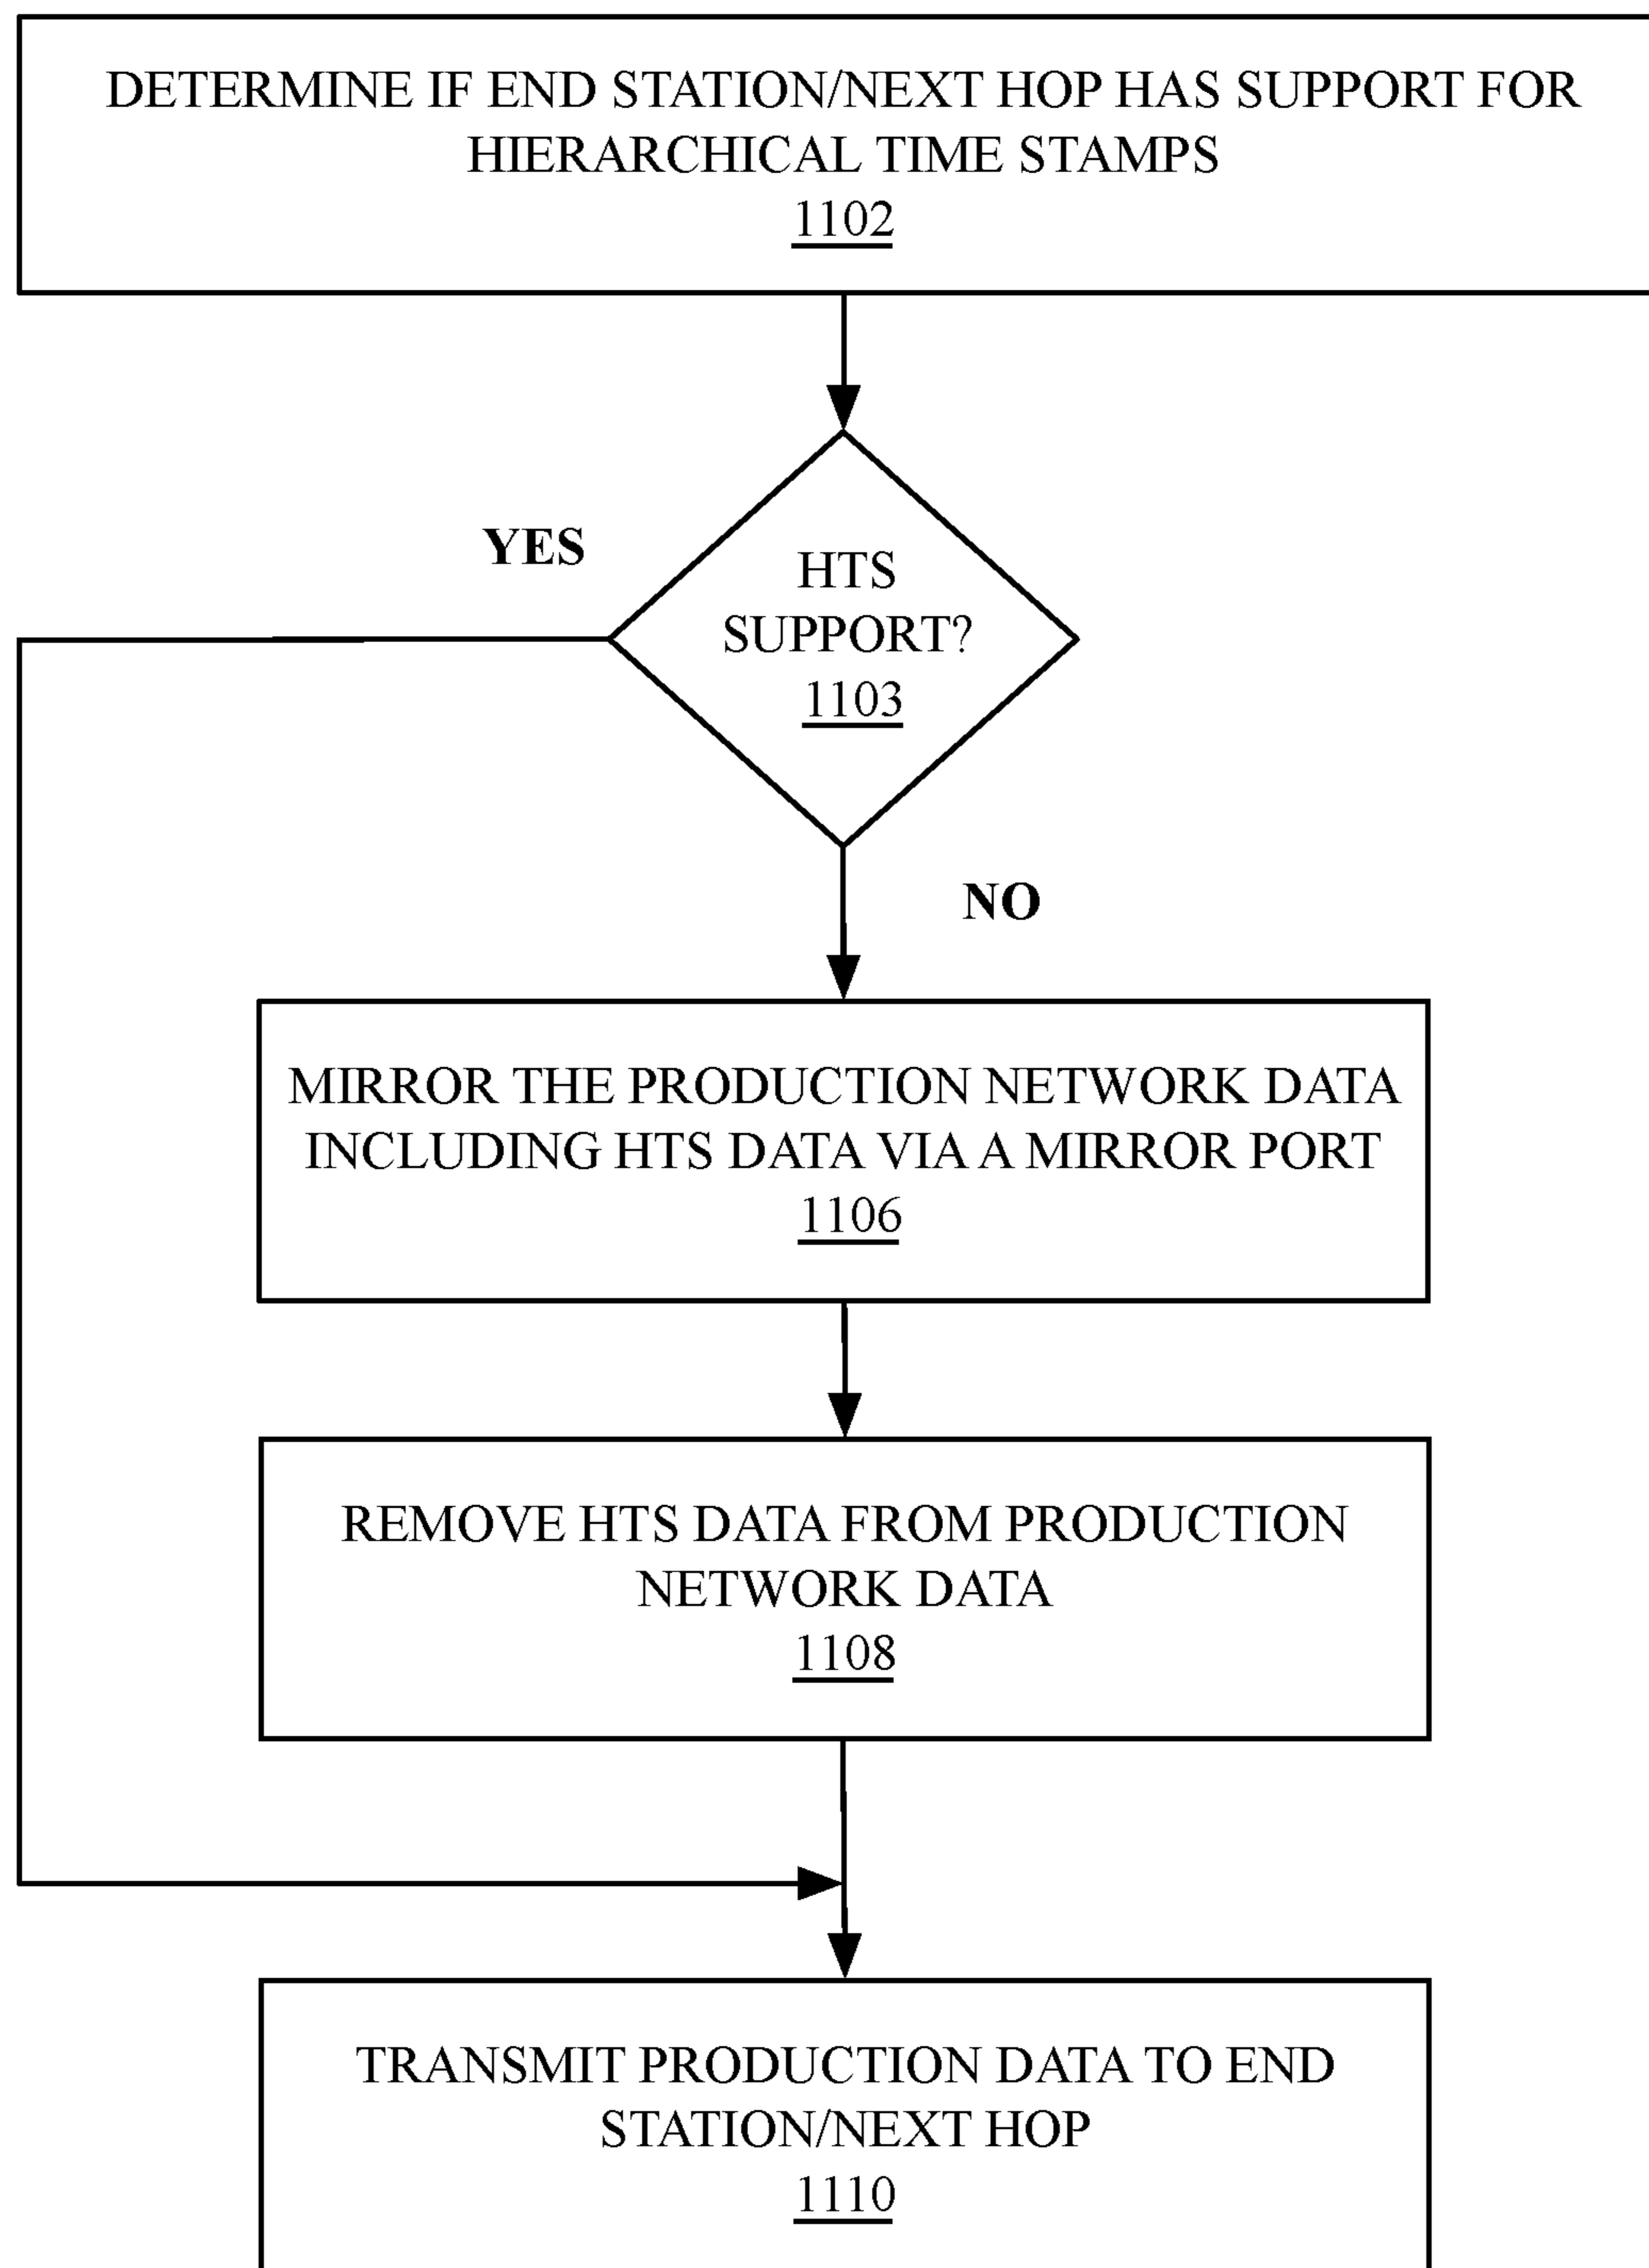 DETERMINE IF END STATION/NEXT HOP HAS SUPPORT FOR
HIERARCHICAL TIME STAMPS
1102
YES
HTS
SUPPORT?
1103
NO
MIRROR THE PRODUCTION NETWORK DATA
INCLUDING HTS DATA VIA A MIRROR PORT
1106
REMOVE HTS DATA FROM PRODUCTION
NETWORK DATA
1108
TRANSMIT PRODUCTION DATA TO END
STATION/NEXT HOP
1110